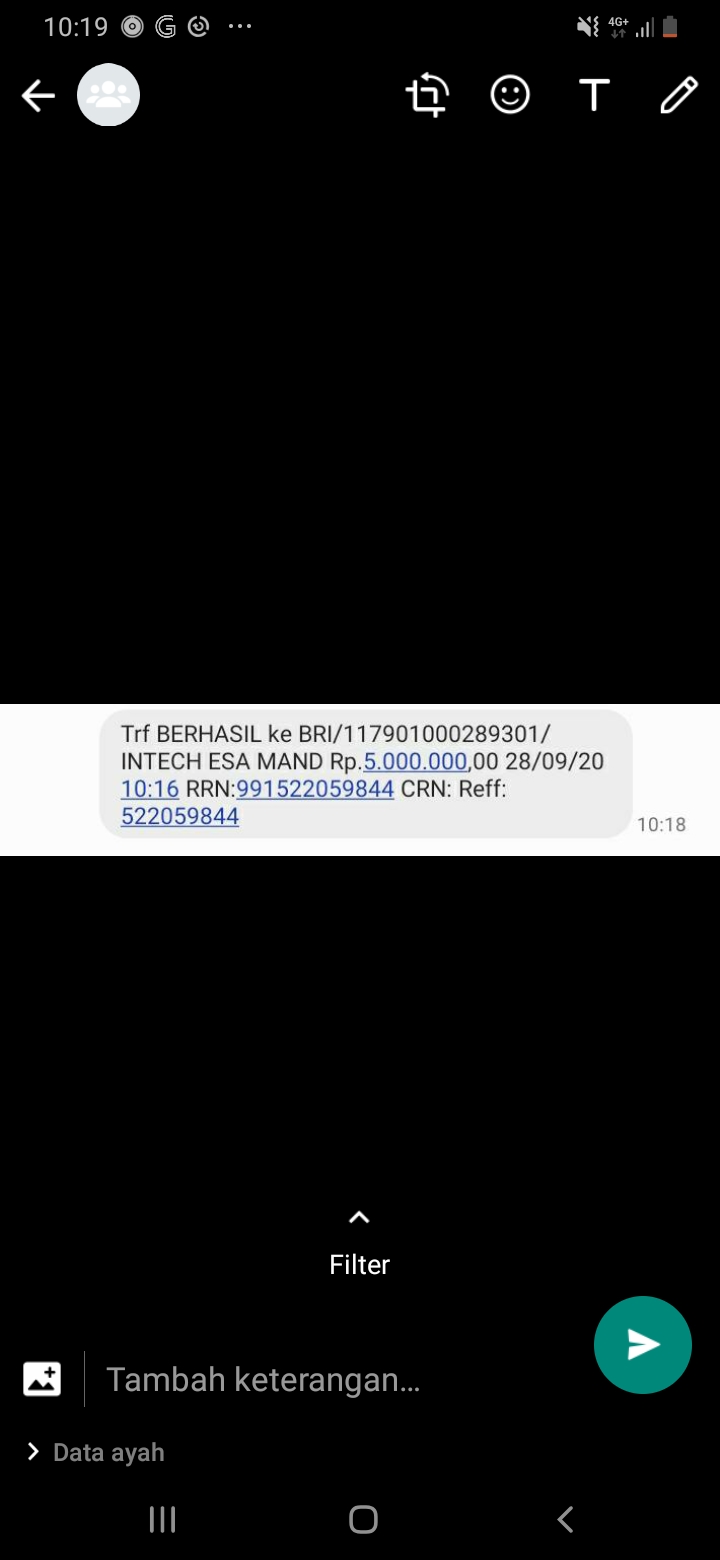 10:19
4G+
T
Trf BERHASIL ke BRI/117901000289301/
INTECH ESA MAND Rp.5.000.000,00 28/09/20
10:16 RRN:991522059844 CRN: Reff:
522059844
10:18
Filter
Tambah keterangan...
Data ayah